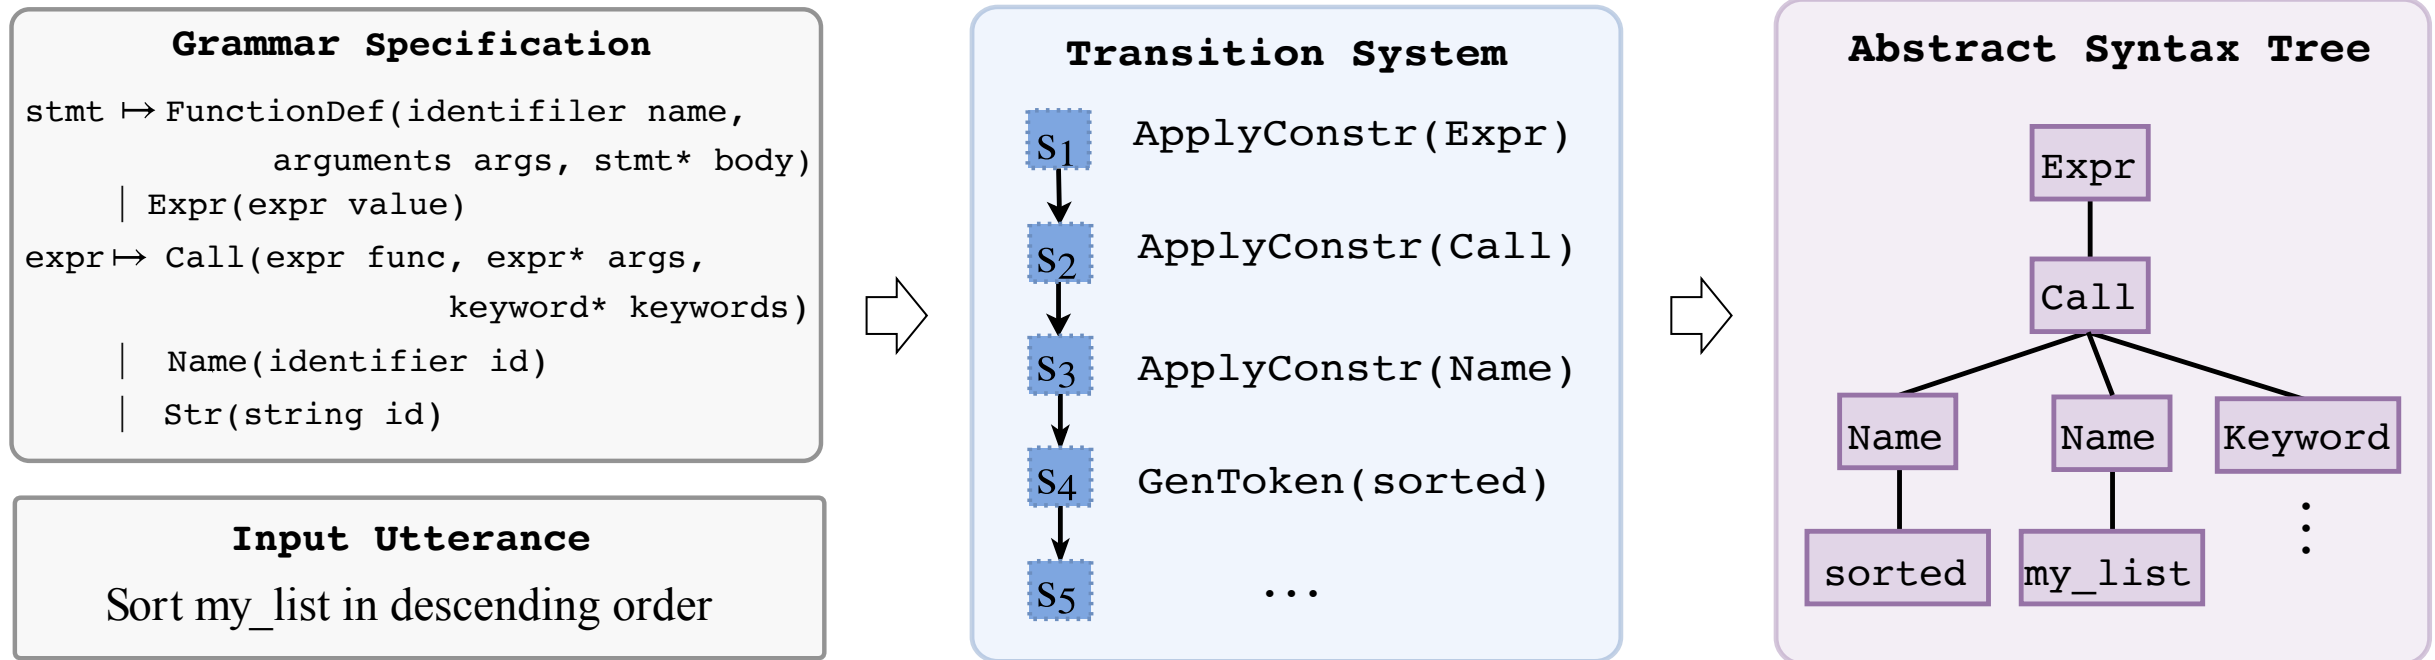 Grammar Specification
stmt ↦ FunctionDef(identifiler name,
arguments args, stmt* body)
| Expr(expr value)
expr ↦ Call(expr func, expr* args,
keyword* keywords)
| Name(identifier id)
| Str(string id)
Input Utterance
Sort my_list in descending order
Transition System
s1 ApplyConstr(Expr)
s2 ApplyConstr(Call)
s3 ApplyConstr(Name)
s4 GenToken(sorted)
s5 ...
Abstract Syntax Tree
Expr
Call
Name Name Keyword
sorted my_list